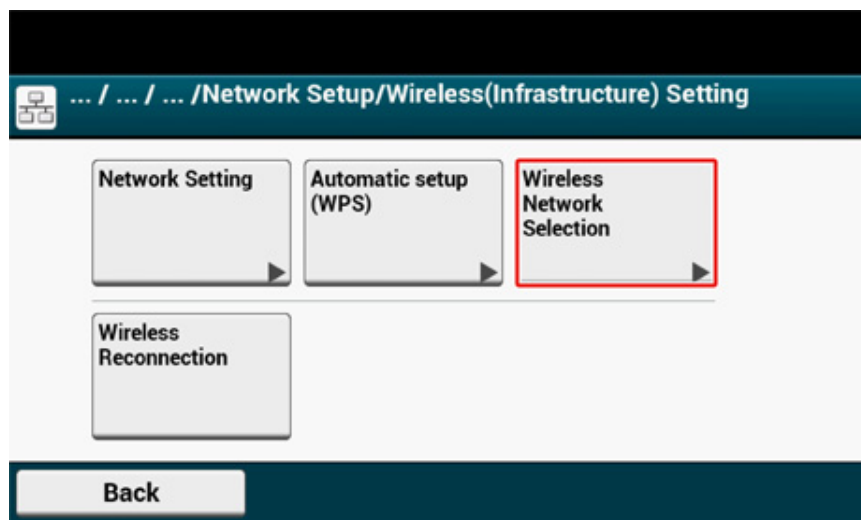 ... / ... / ... /Network Setup/Wireless(Infrastructure) Setting
Network Setting
Automatic setup
(WPS)
Wireless
Network
Selection
Wireless
Reconnection
Back